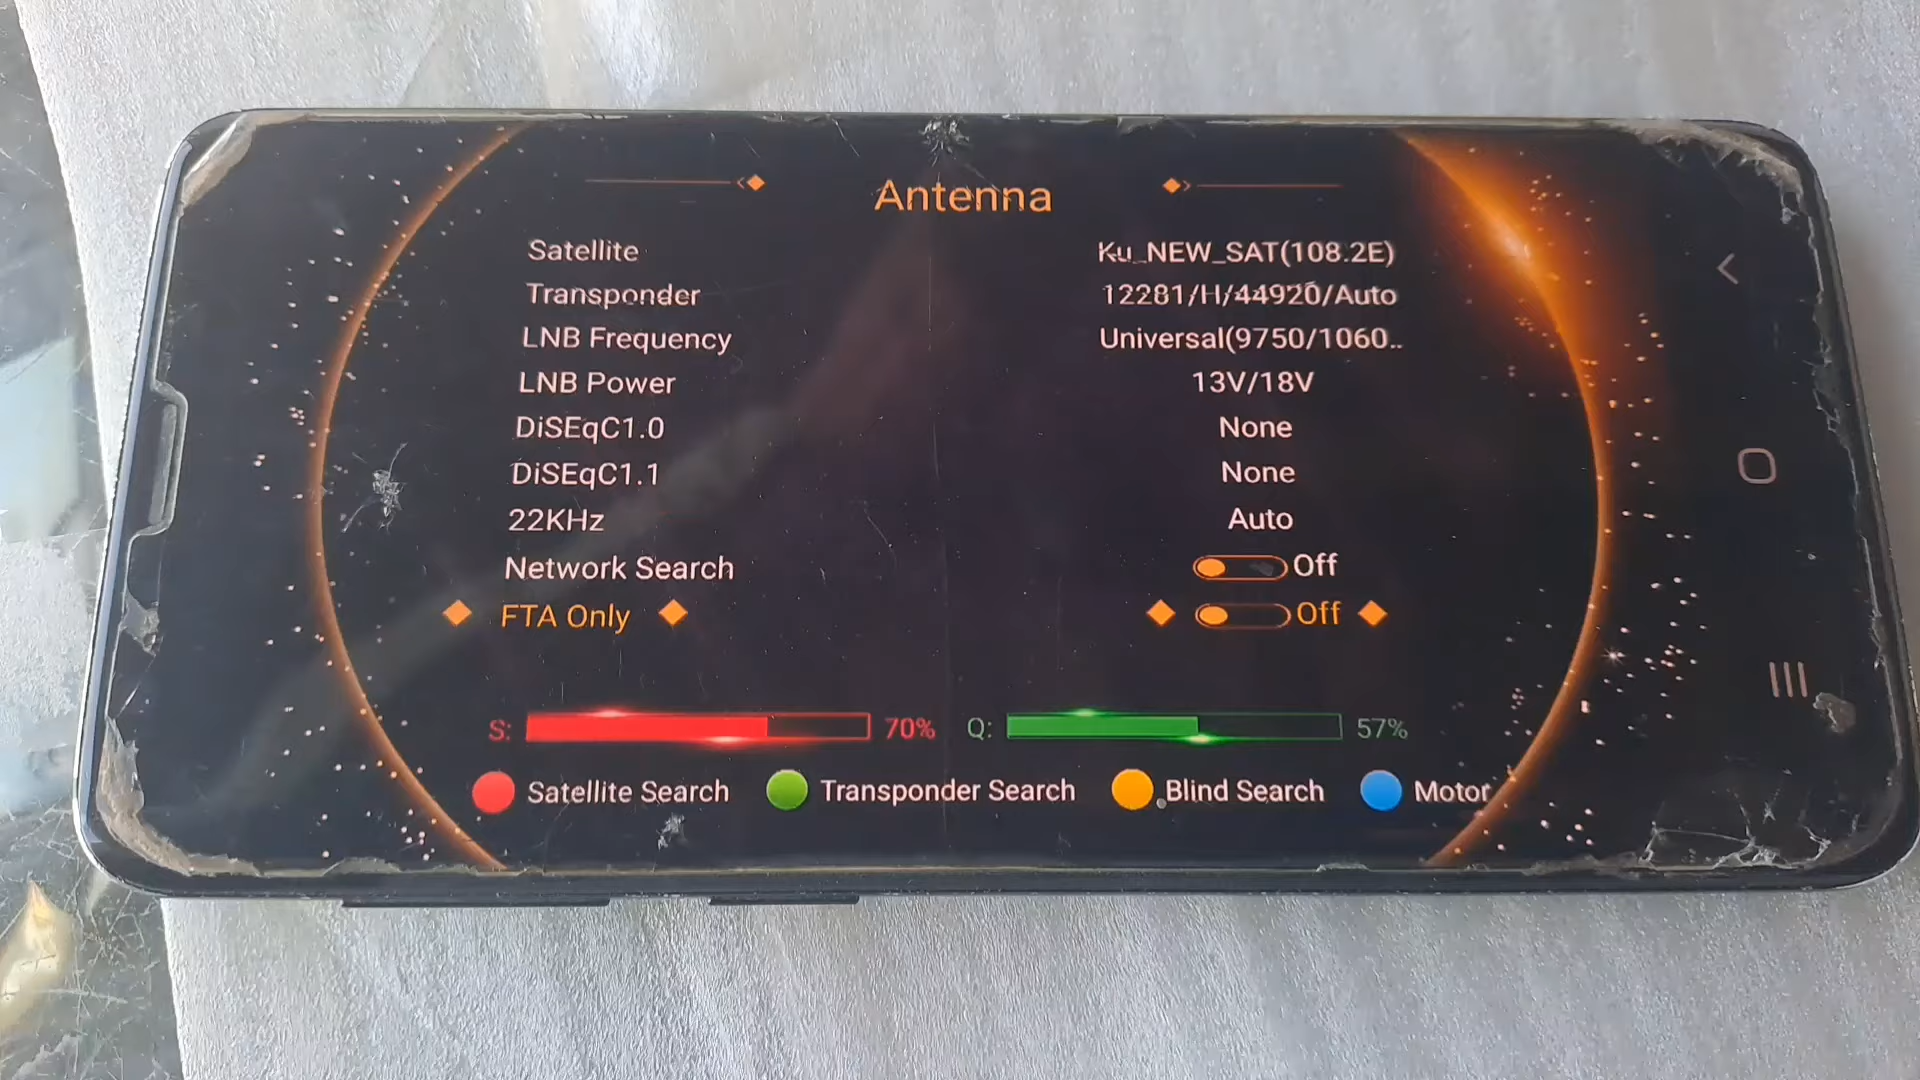 Antenna
Satellite Ku_NEW_SAT(108.2E)
Transponder 12281/H/44920/Auto
LNB Frequency Universal(9750/1060..
LNB Power 13V/18V
DiSEqC1.0 None
DiSEqC1.1 None
22KHz Auto
Network Search Off
FTA Only Off
S: 70% Q: 57%
Satellite Search Transponder Search Blind Search Motor